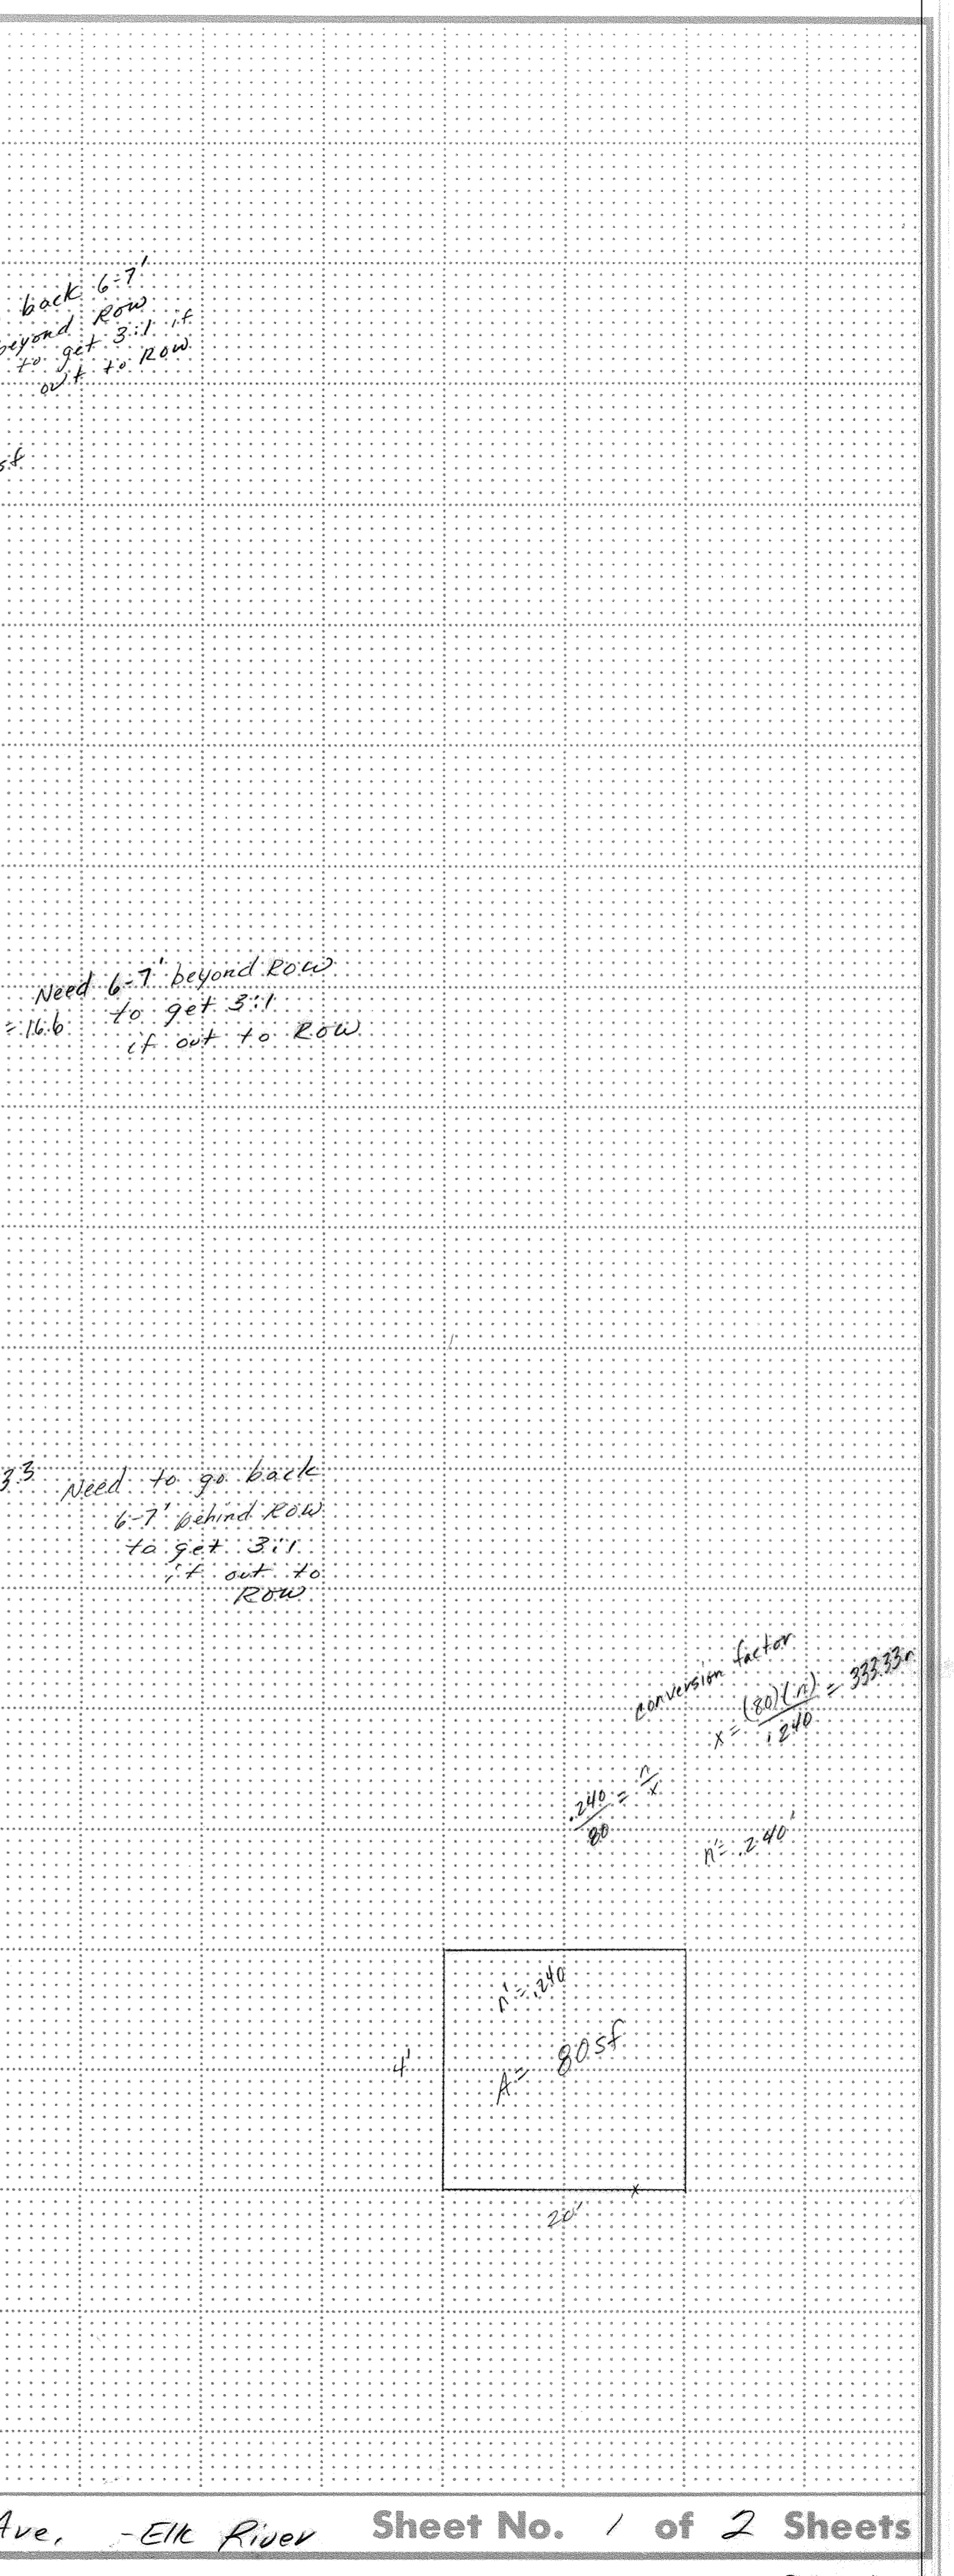 back 6-7'
beyond ROW
to get 3:1 if
out to ROW
sf
Need 6-7' beyond ROW
= 16.6 to get 3:1
if out to ROW
33 Need to go back
6-7' behind ROW
to get 3:1
if out to
ROW
conversion factor
x = (80)(n)/.240 = 333.33n
.240/80 = n/x
n' = .240'
n' = .240
A = 80 sf
4'
20'
Ave, - Elk River Sheet No. 1 of 2 Sheets